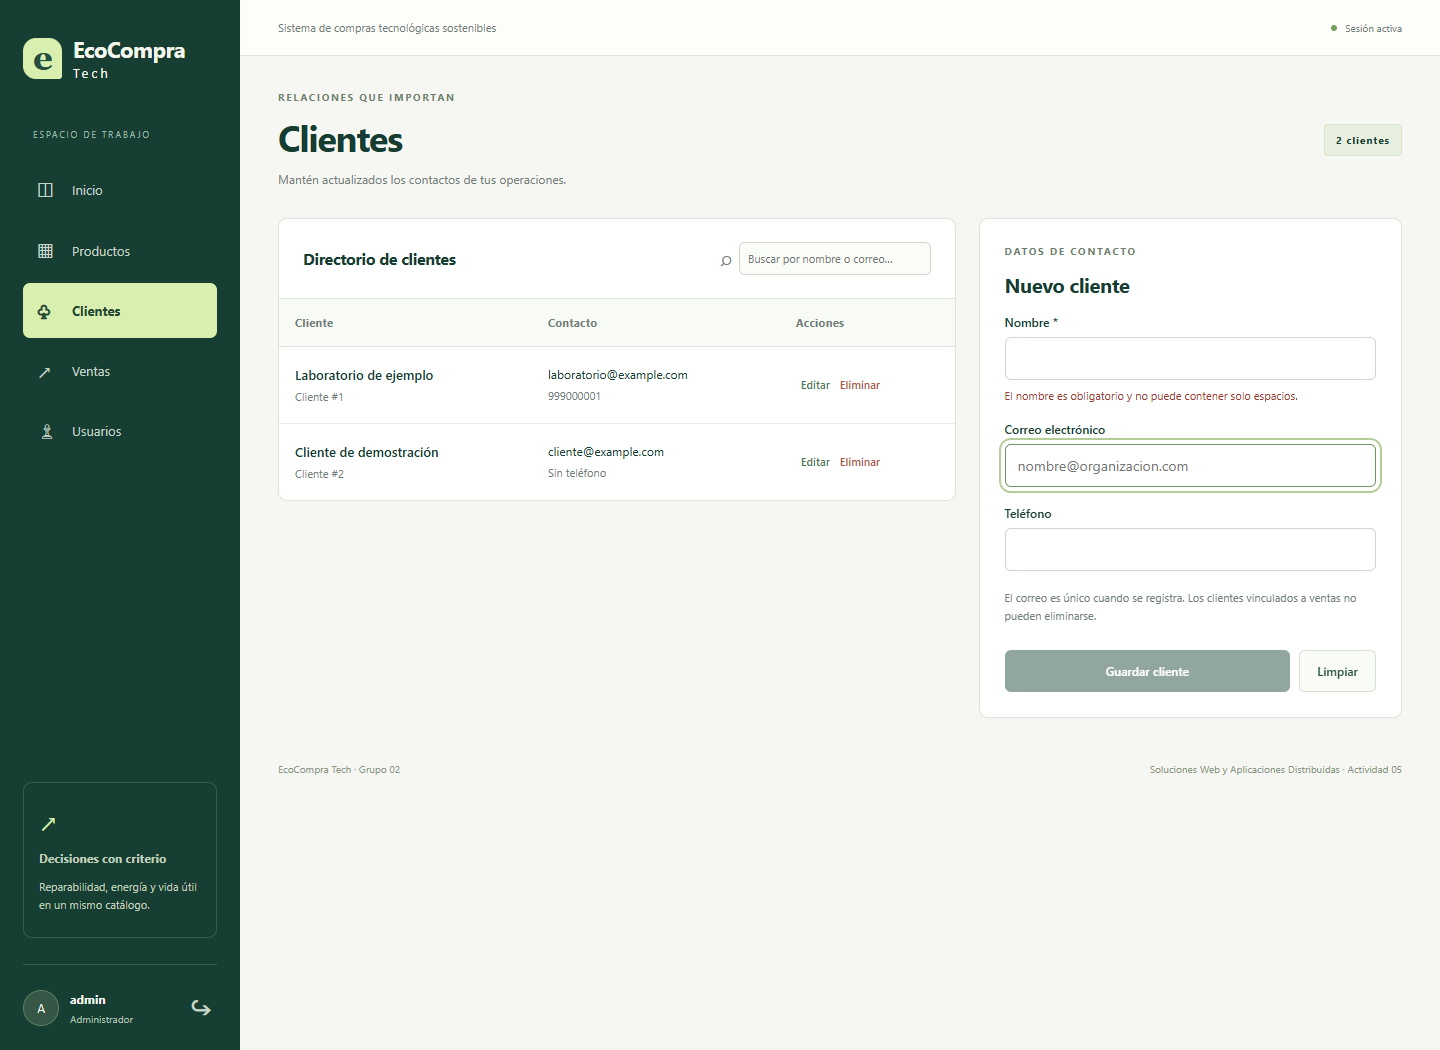 e
EcoCompra
Tech
ESPACIO DE TRABAJO
Inicio
Productos
Clientes
Ventas
Usuarios
Decisiones con criterio
Reparabilidad, energía y vida útil
en un mismo catálogo.
A
admin
Administrador
Sistema de compras tecnológicas sostenibles
Sesión activa
RELACIONES QUE IMPORTAN
Clientes
2 clientes
Mantén actualizados los contactos de tus operaciones.
Directorio de clientes
Buscar por nombre o correo...
Cliente Contacto Acciones
Laboratorio de ejemplo laboratorio@example.com
Cliente #1 999000001
Editar Eliminar
Cliente de demostración cliente@example.com
Cliente #2 Sin teléfono
Editar Eliminar
DATOS DE CONTACTO
Nuevo cliente
Nombre *
El nombre es obligatorio y no puede contener solo espacios.
Correo electrónico
nombre@organizacion.com
Teléfono
El correo es único cuando se registra. Los clientes vinculados a ventas no
pueden eliminarse.
Guardar cliente Limpiar
EcoCompra Tech · Grupo 02
Soluciones Web y Aplicaciones Distribuidas · Actividad 05